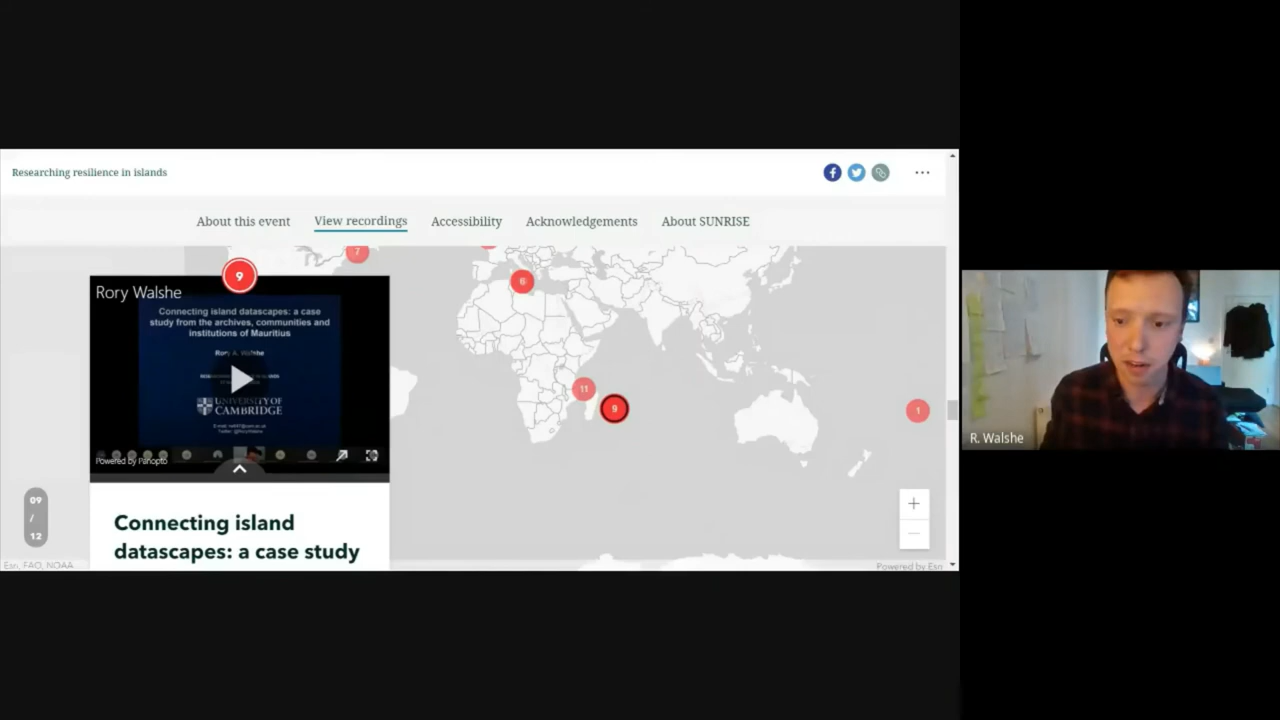 Researching resilience in islands
About this event
View recordings
Accessibility
Acknowledgements
About SUNRISE
7
9
6
11
9
1
Rory Walshe
Connecting island datascapes: a case
study from the archives, communities and
institutions of Mauritius
Rory A. Walshe
UNIVERSITY OF
CAMBRIDGE
Powered by Panopto
09
/
12
Connecting island
datascapes: a case study
Esri, FAO, NOAA
Powered by Esri
R. Walshe